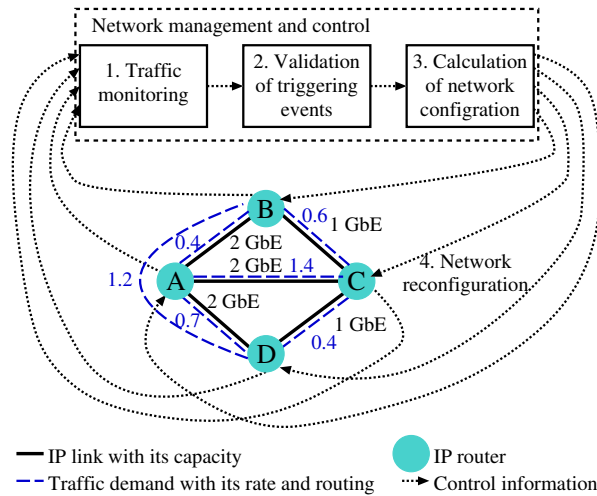 Network management and control
1. Traffic
monitoring
2. Validation
of triggering
events
3. Calculation
of network
configration
B
0.6
1 GbE
0.4
2 GbE
2 GbE
1.4
1.2
A
C
4. Network
reconfiguration
2 GbE
0.7
1 GbE
0.4
D
IP link with its capacity
IP router
Traffic demand with its rate and routing
Control information